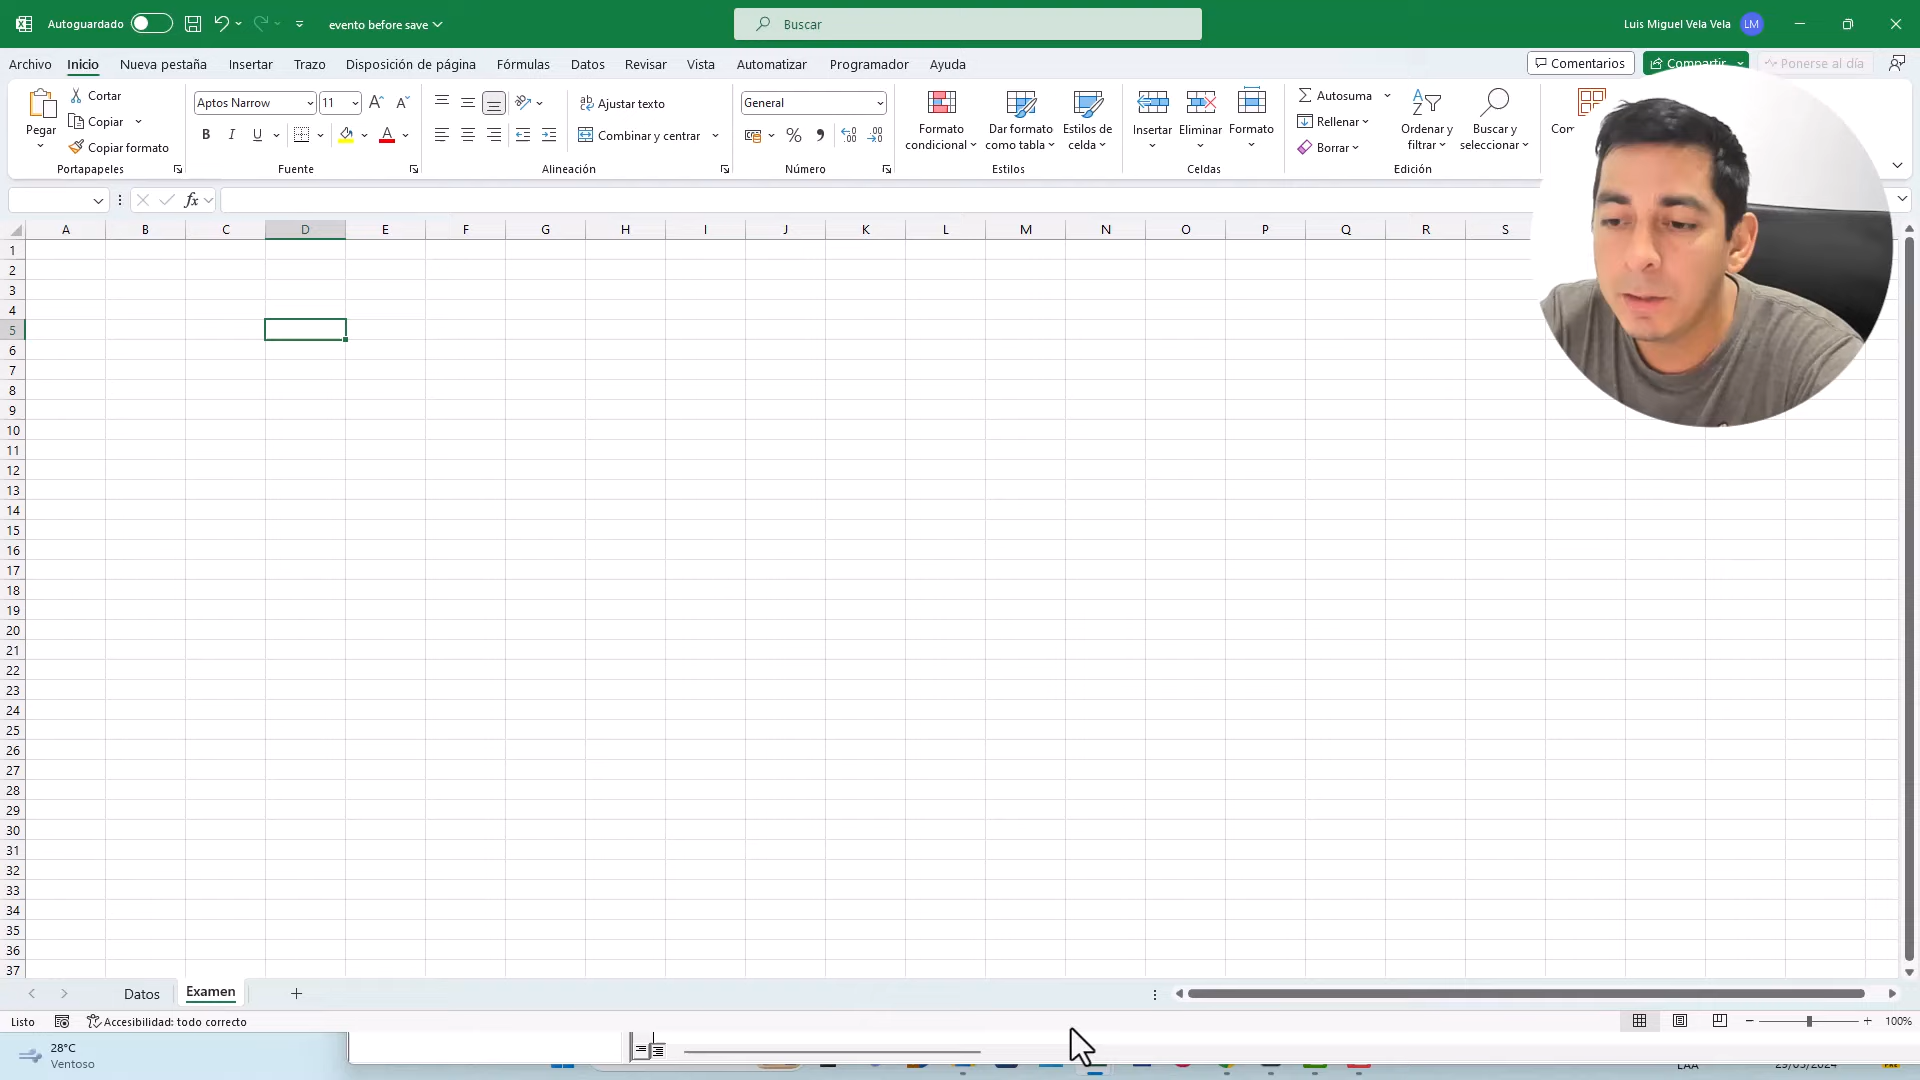 Autoguardado
evento before save
Buscar
Luis Miguel Vela Vela
LM
Archivo Inicio Nueva pestaña Insertar Trazo Disposición de página Fórmulas Datos Revisar Vista Automatizar Programador Ayuda
Comentarios
Compartir
Ponerse al día
Pegar
Cortar
Copiar
Copiar formato
Portapapeles
Aptos Narrow
11
Fuente
Ajustar texto
Combinar y centrar
Alineación
General
Número
Formato condicional
Dar formato como tabla
Estilos de celda
Estilos
Insertar
Eliminar
Formato
Celdas
Autosuma
Rellenar
Borrar
Ordenar y filtrar
Buscar y seleccionar
Edición
fx
A B C D E F G H I J K L M N O P Q R S
1
2
3
4
5
6
7
8
9
10
11
12
13
14
15
16
17
18
19
20
21
22
23
24
25
26
27
28
29
30
31
32
33
34
35
36
37
Datos Examen
Listo
Accesibilidad: todo correcto
100%
28°C
Ventoso